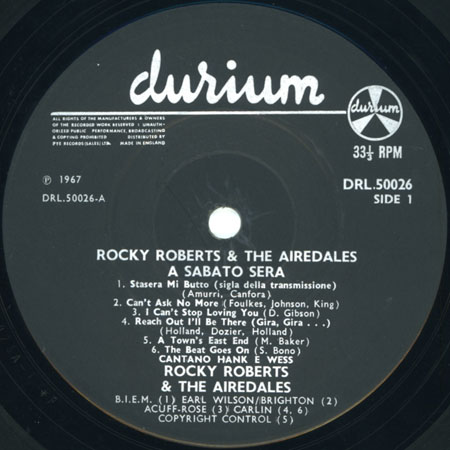 durium
ALL RIGHTS OF THE MANUFACTURERS & OWNERS
OF THE RECORDED WORK RESERVED ! UNAUTH-
ORIZED PUBLIC PERFORMANCE, BROADCASTING
& COPYING PROHIBITED DISTRIBUTED BY
PYE RECORDS (SALES) LTD. MADE IN ENGLAND
durium
33⅓ RPM
℗ 1967
DRL.50026-A
DRL.50026
SIDE 1
ROCKY ROBERTS & THE AIREDALES
A SABATO SERA
1. Stasera Mi Butto (sigla della transmissione)
(Amurri, Canfora)
2. Can't Ask No More (Foulkes, Johnson, King)
3. I Can't Stop Loving You (D. Gibson)
4. Reach Out I'll Be There (Gira, Gira . . .)
(Holland, Dozier, Holland)
5. A Town's East End (M. Baker)
6. The Beat Goes On (S. Bono)
CANTANO HANK E WESS
ROCKY ROBERTS
& THE AIREDALES
B.I.E.M. (1) EARL WILSON/BRIGHTON (2)
ACUFF-ROSE (3) CARLIN (4, 6)
COPYRIGHT CONTROL (5)